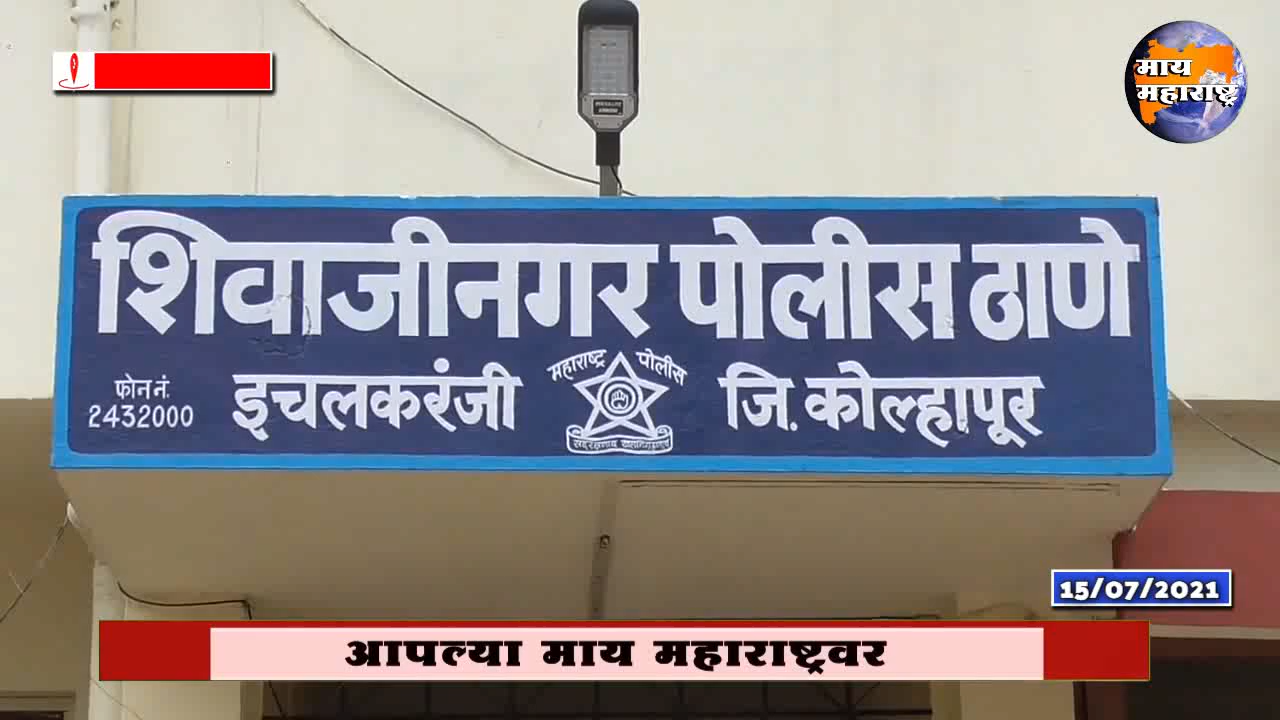 माय
महाराष्ट्र
शिवाजीनगर पोलीस ठाणे
फोन नं.
2432000
इचलकरंजी
महाराष्ट्र पोलीस
जि. कोल्हापूर
15/07/2021
आपल्या माय महाराष्ट्रवर